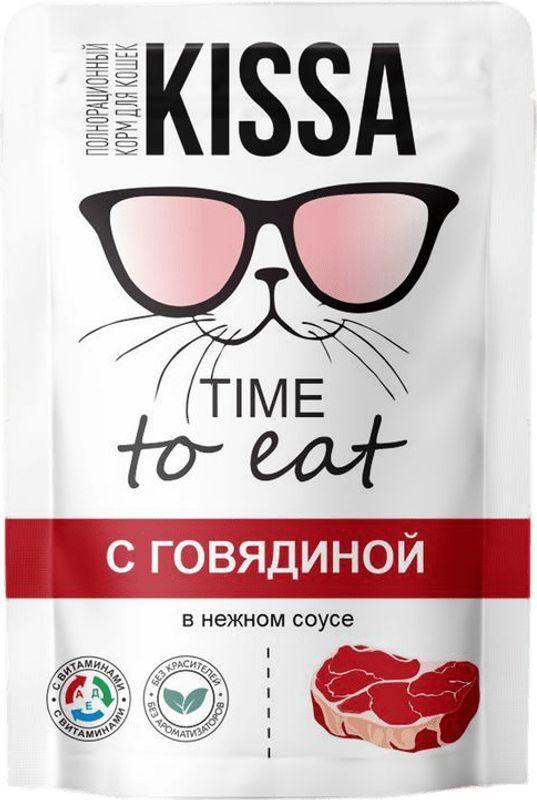 ПОЛНОРАЦИОННЫЙ
КОРМ ДЛЯ КОШЕК
KISSA
TIME
to eat
С ГОВЯДИНОЙ
в нежном соусе
С ВИТАМИНАМИ
А Д Е
С ВИТАМИНАМИ
БЕЗ КРАСИТЕЛЕЙ
БЕЗ АРОМАТИЗАТОРОВ